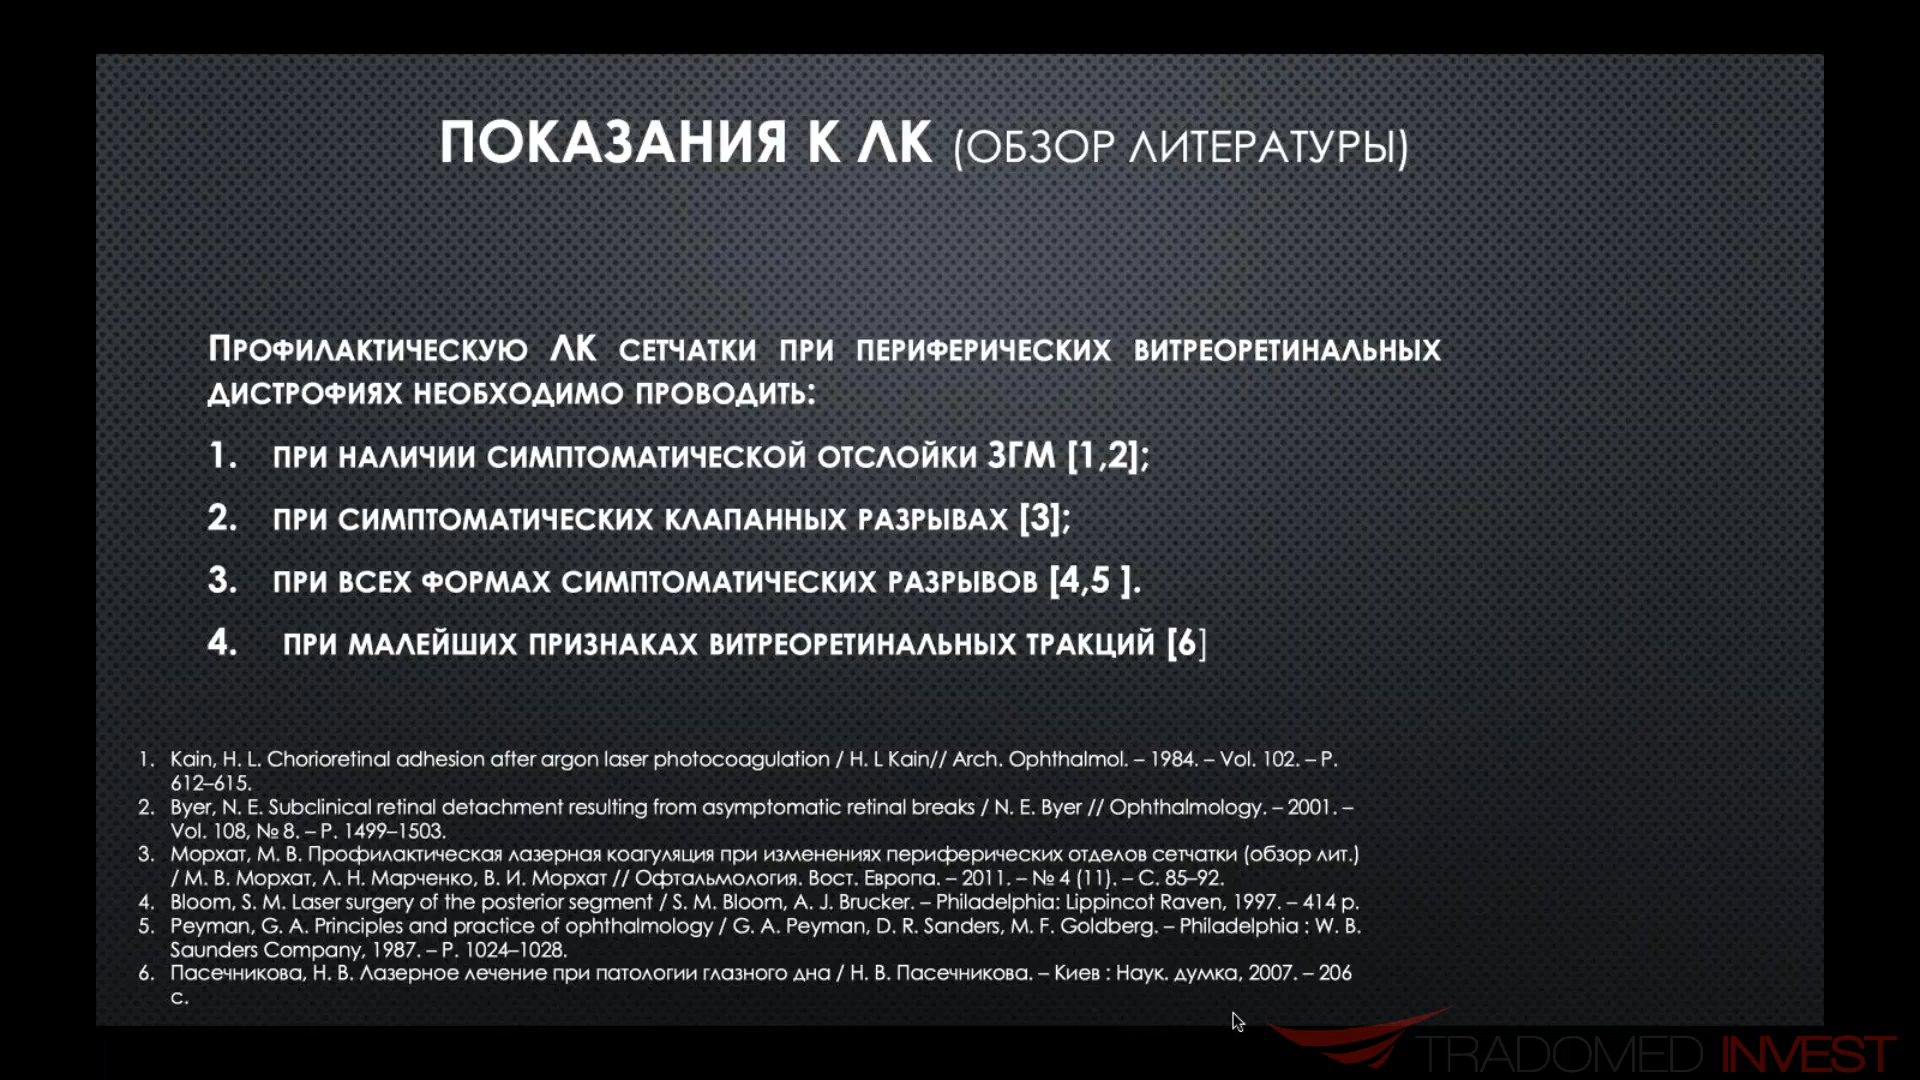 ПОКАЗАНИЯ К ЛК (ОБЗОР ЛИТЕРАТУРЫ)
ПРОФИЛАКТИЧЕСКУЮ ЛК СЕТЧАТКИ ПРИ ПЕРИФЕРИЧЕСКИХ ВИТРЕОРЕТИНАЛЬНЫХ
ДИСТРОФИЯХ НЕОБХОДИМО ПРОВОДИТЬ:
1. ПРИ НАЛИЧИИ СИМПТОМАТИЧЕСКОЙ ОТСЛОЙКИ ЗГМ [1,2];
2. ПРИ СИМПТОМАТИЧЕСКИХ КЛАПАННЫХ РАЗРЫВАХ [3];
3. ПРИ ВСЕХ ФОРМАХ СИМПТОМАТИЧЕСКИХ РАЗРЫВОВ [4,5 ].
4. ПРИ МАЛЕЙШИХ ПРИЗНАКАХ ВИТРЕОРЕТИНАЛЬНЫХ ТРАКЦИЙ [6]
1. Kain, H. L. Chorioretinal adhesion after argon laser photocoagulation / H. L Kain// Arch. Ophthalmol. – 1984. – Vol. 102. – P.
612–615.
2. Byer, N. E. Subclinical retinal detachment resulting from asymptomatic retinal breaks / N. E. Byer // Ophthalmology. – 2001. –
Vol. 108, № 8. – P. 1499–1503.
3. Морхат, М. В. Профилактическая лазерная коагуляция при изменениях периферических отделов сетчатки (обзор лит.)
/ М. В. Морхат, Л. Н. Марченко, В. И. Морхат // Офтальмология. Вост. Европа. – 2011. – № 4 (11). – С. 85–92.
4. Bloom, S. M. Laser surgery of the posterior segment / S. M. Bloom, A. J. Brucker. – Philadelphia: Lippincot Raven, 1997. – 414 p.
5. Peyman, G. A. Principles and practice of ophthalmology / G. A. Peyman, D. R. Sanders, M. F. Goldberg. – Philadelphia : W. B.
Saunders Company, 1987. – P. 1024–1028.
6. Пасечникова, Н. В. Лазерное лечение при патологии глазного дна / Н. В. Пасечникова. – Киев : Наук. думка, 2007. – 206
с.
TRADOMED INVEST